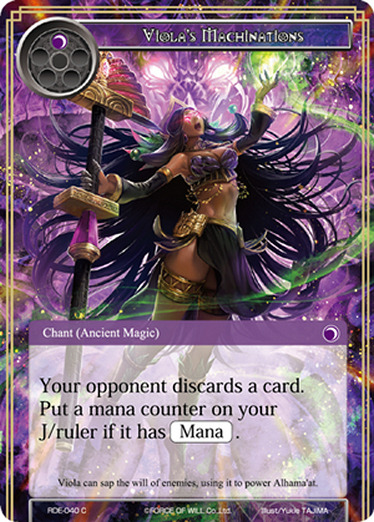 Viola's Machinations
Chant (Ancient Magic)
Your opponent discards a card.
Put a mana counter on your
J/ruler if it has Mana .
Viola can sap the will of enemies, using it to power Alhama'at.
RDE-040 C ©FORCE OF WILL Co.,Ltd. Illust/Yukie TAJIMA